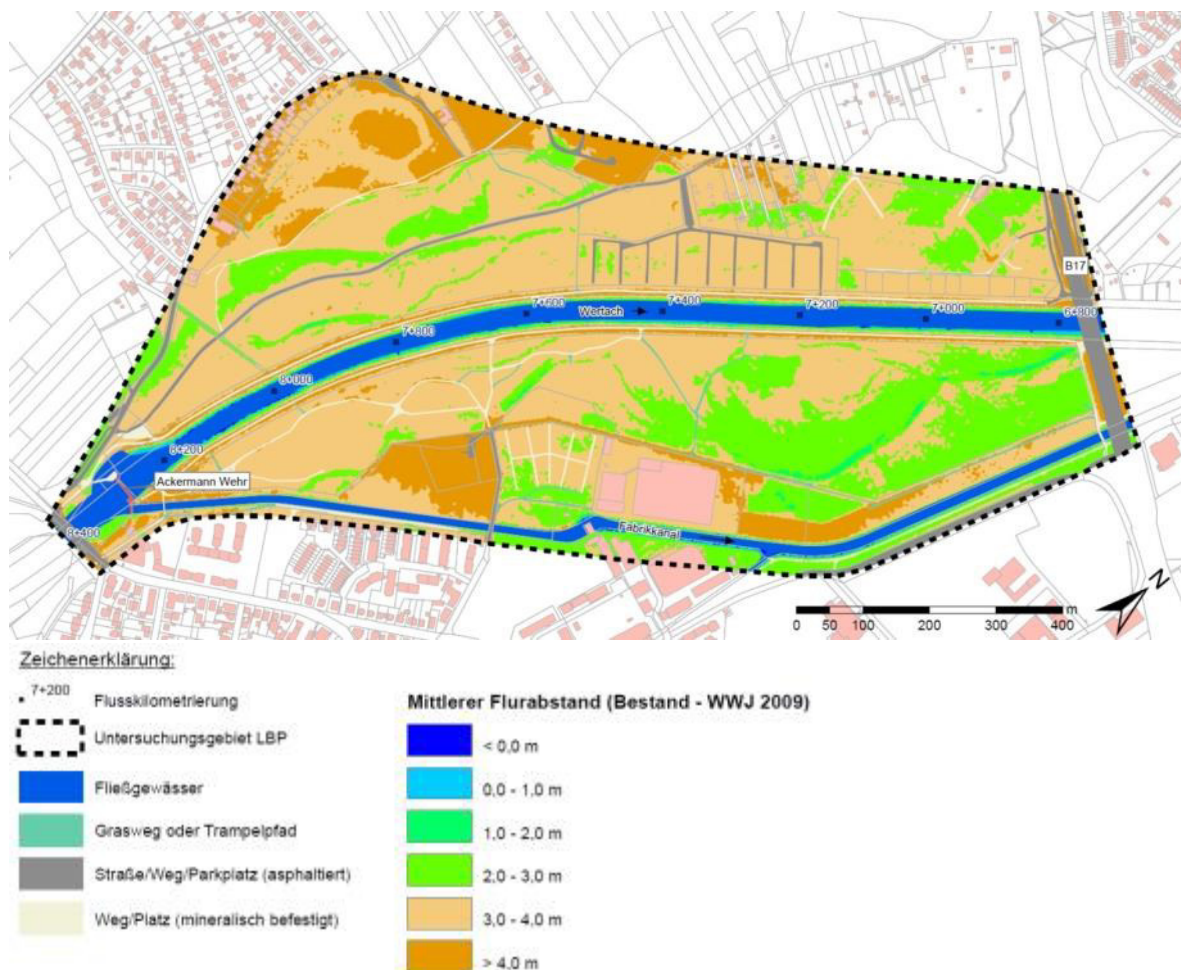 B17
7+600
7+400
7+200
7+000
6+800
Wertach
7+800
8+000
8+200
Ackermann Wehr
8+400
Fabrikkanal
N
m
0 50 100 200 300 400
Zeichenerklärung:
7+200
Flusskilometrierung
Untersuchungsgebiet LBP
Fließgewässer
Grasweg oder Trampelpfad
Straße/Weg/Parkplatz (asphaltiert)
Weg/Platz (mineralisch befestigt)
Mittlerer Flurabstand (Bestand - WWJ 2009)
< 0,0 m
0,0 - 1,0 m
1,0 - 2,0 m
2,0 - 3,0 m
3,0 - 4,0 m
> 4,0 m